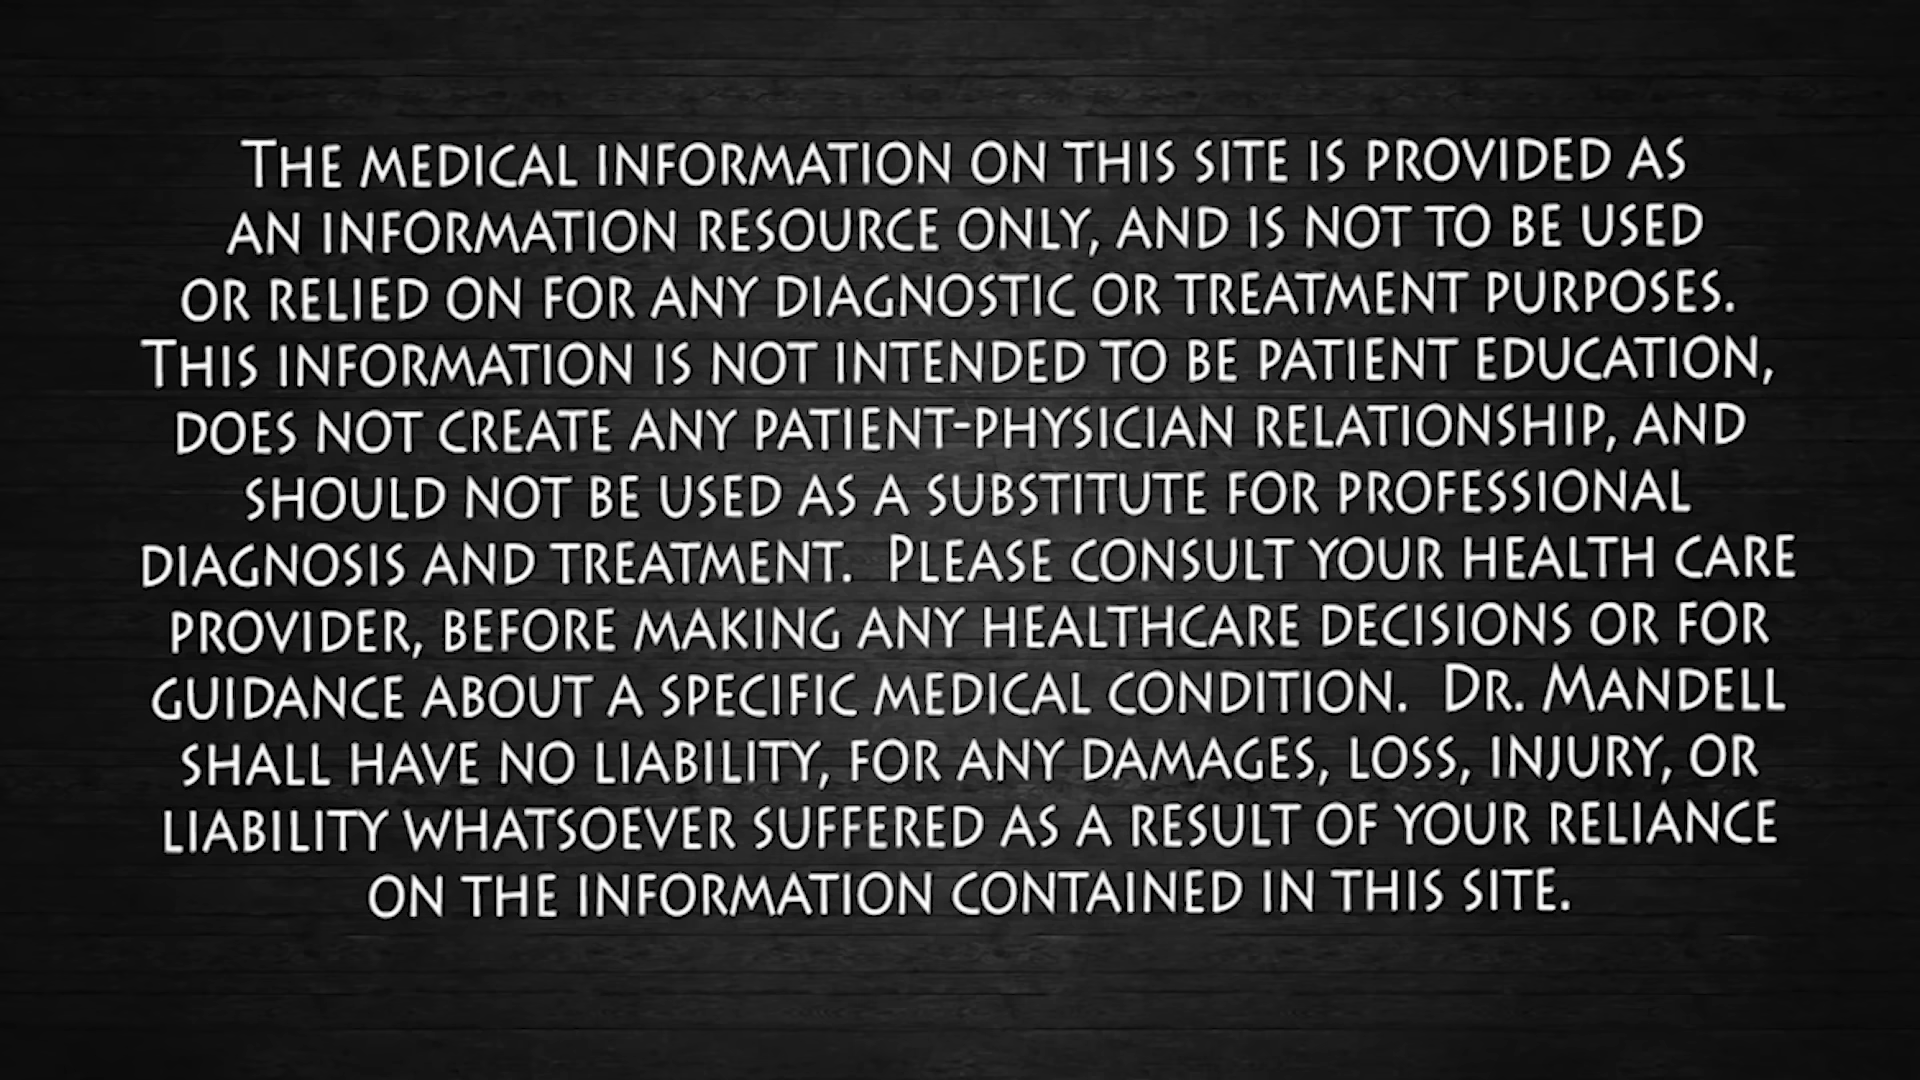 The medical information on this site is provided as
an information resource only, and is not to be used
or relied on for any diagnostic or treatment purposes.
This information is not intended to be patient education,
does not create any patient-physician relationship, and
should not be used as a substitute for professional
diagnosis and treatment.  Please consult your health care
provider, before making any healthcare decisions or for
guidance about a specific medical condition.  Dr. Mandell
shall have no liability, for any damages, loss, injury, or
liability whatsoever suffered as a result of your reliance
on the information contained in this site.